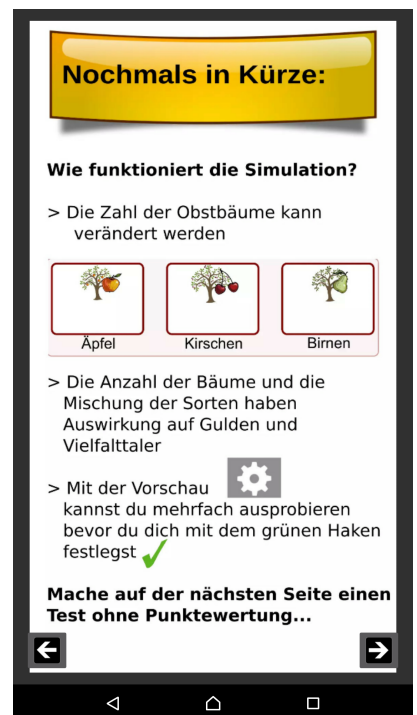 Nochmals in Kürze:
Wie funktioniert die Simulation?
> Die Zahl der Obstbäume kann
verändert werden
Äpfel Kirschen Birnen
> Die Anzahl der Bäume und die
Mischung der Sorten haben
Auswirkung auf Gulden und
Vielfalttaler
> Mit der Vorschau
kannst du mehrfach ausprobieren
bevor du dich mit dem grünen Haken
festlegst
Mache auf der nächsten Seite einen
Test ohne Punktewertung...